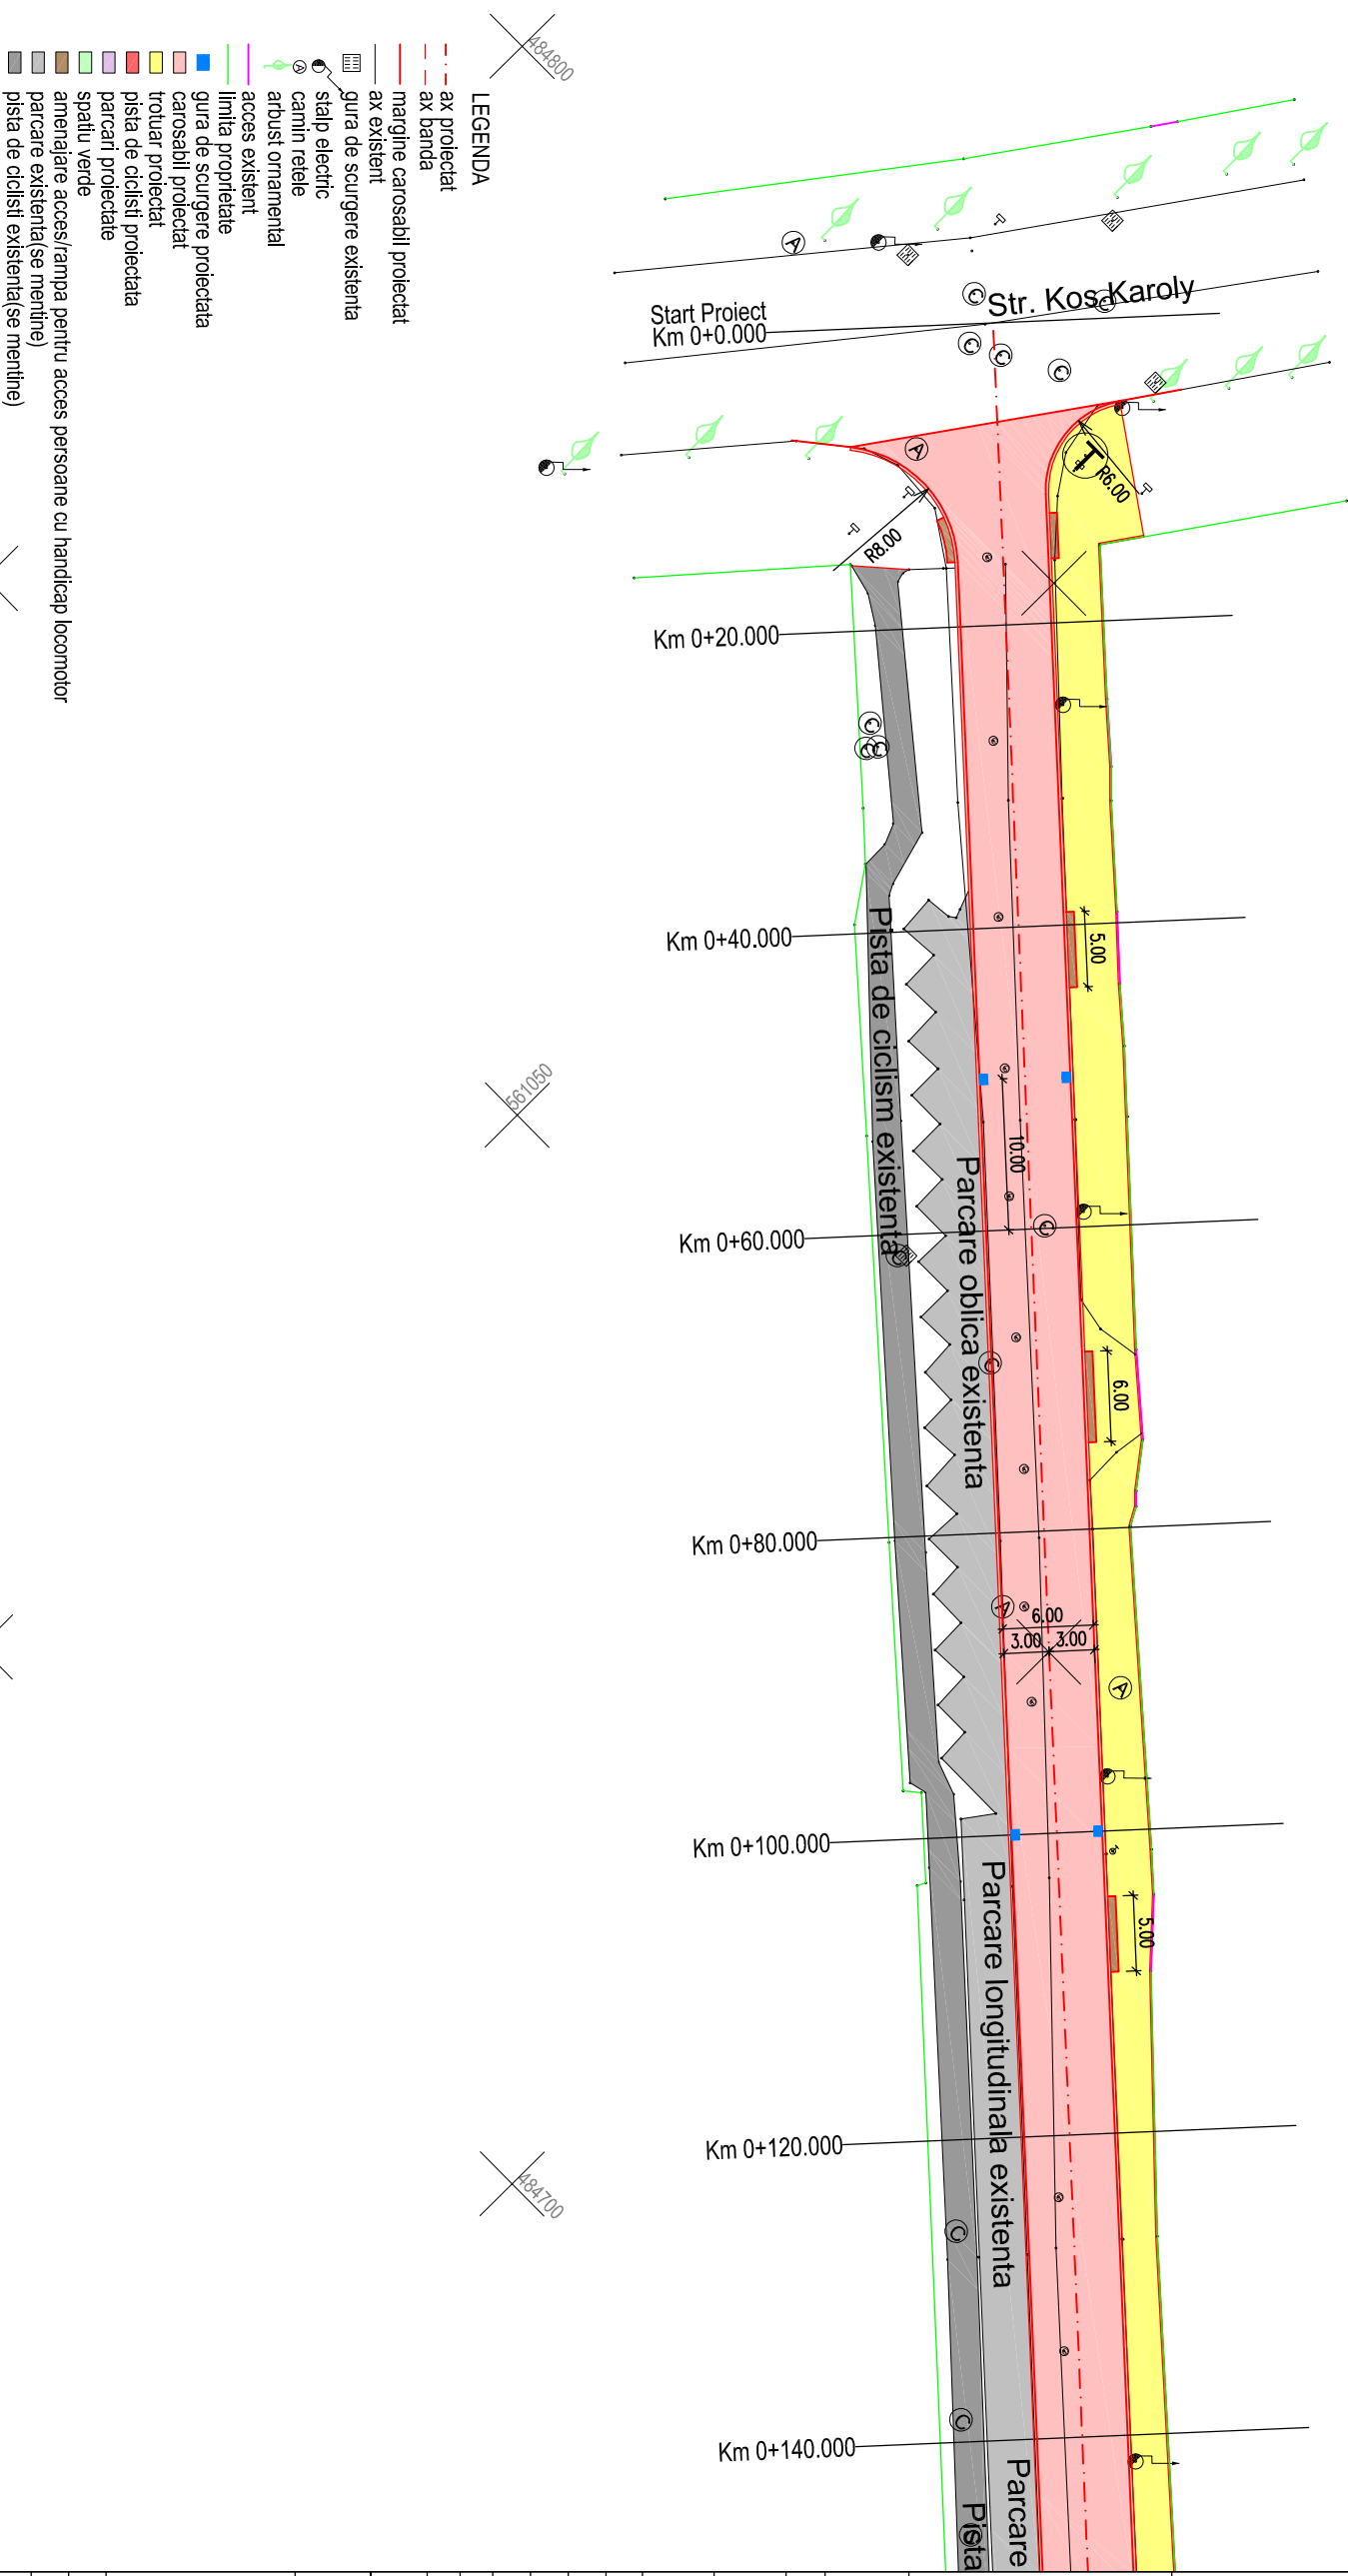 484800
LEGENDA
ax proiectat
ax banda
margine carosabil proiectat
ax existent
gura de scurgere existenta
stalp electric
camin retele
arbust ornamental
acces existent
limita proprietate
gura de scurgere proiectata
carosabil proiectat
trotuar proiectat
pista de ciclisti proiectata
parcari proiectate
spatiu verde
amenajare acces/rampa pentru acces persoane cu handicap locomotor
parcare existenta(se mentine)
pista de ciclisti existenta(se mentine)
A
A
C
C
C
C
C
Str. Kos Karoly
Start Proiect
Km 0+0.000
A
T
R6.00
R8.00
Km 0+20.000
C
C
C
Km 0+40.000
5.00
Pista de ciclism existenta
561050
10.00
Parcare oblica existenta
Km 0+60.000
C
C
C
6.00
Km 0+80.000
A
6.00
3.00
3.00
A
Km 0+100.000
5.00
Parcare longitudinala existenta
Km 0+120.000
484700
C
C
Km 0+140.000
Parcare
Pista
C